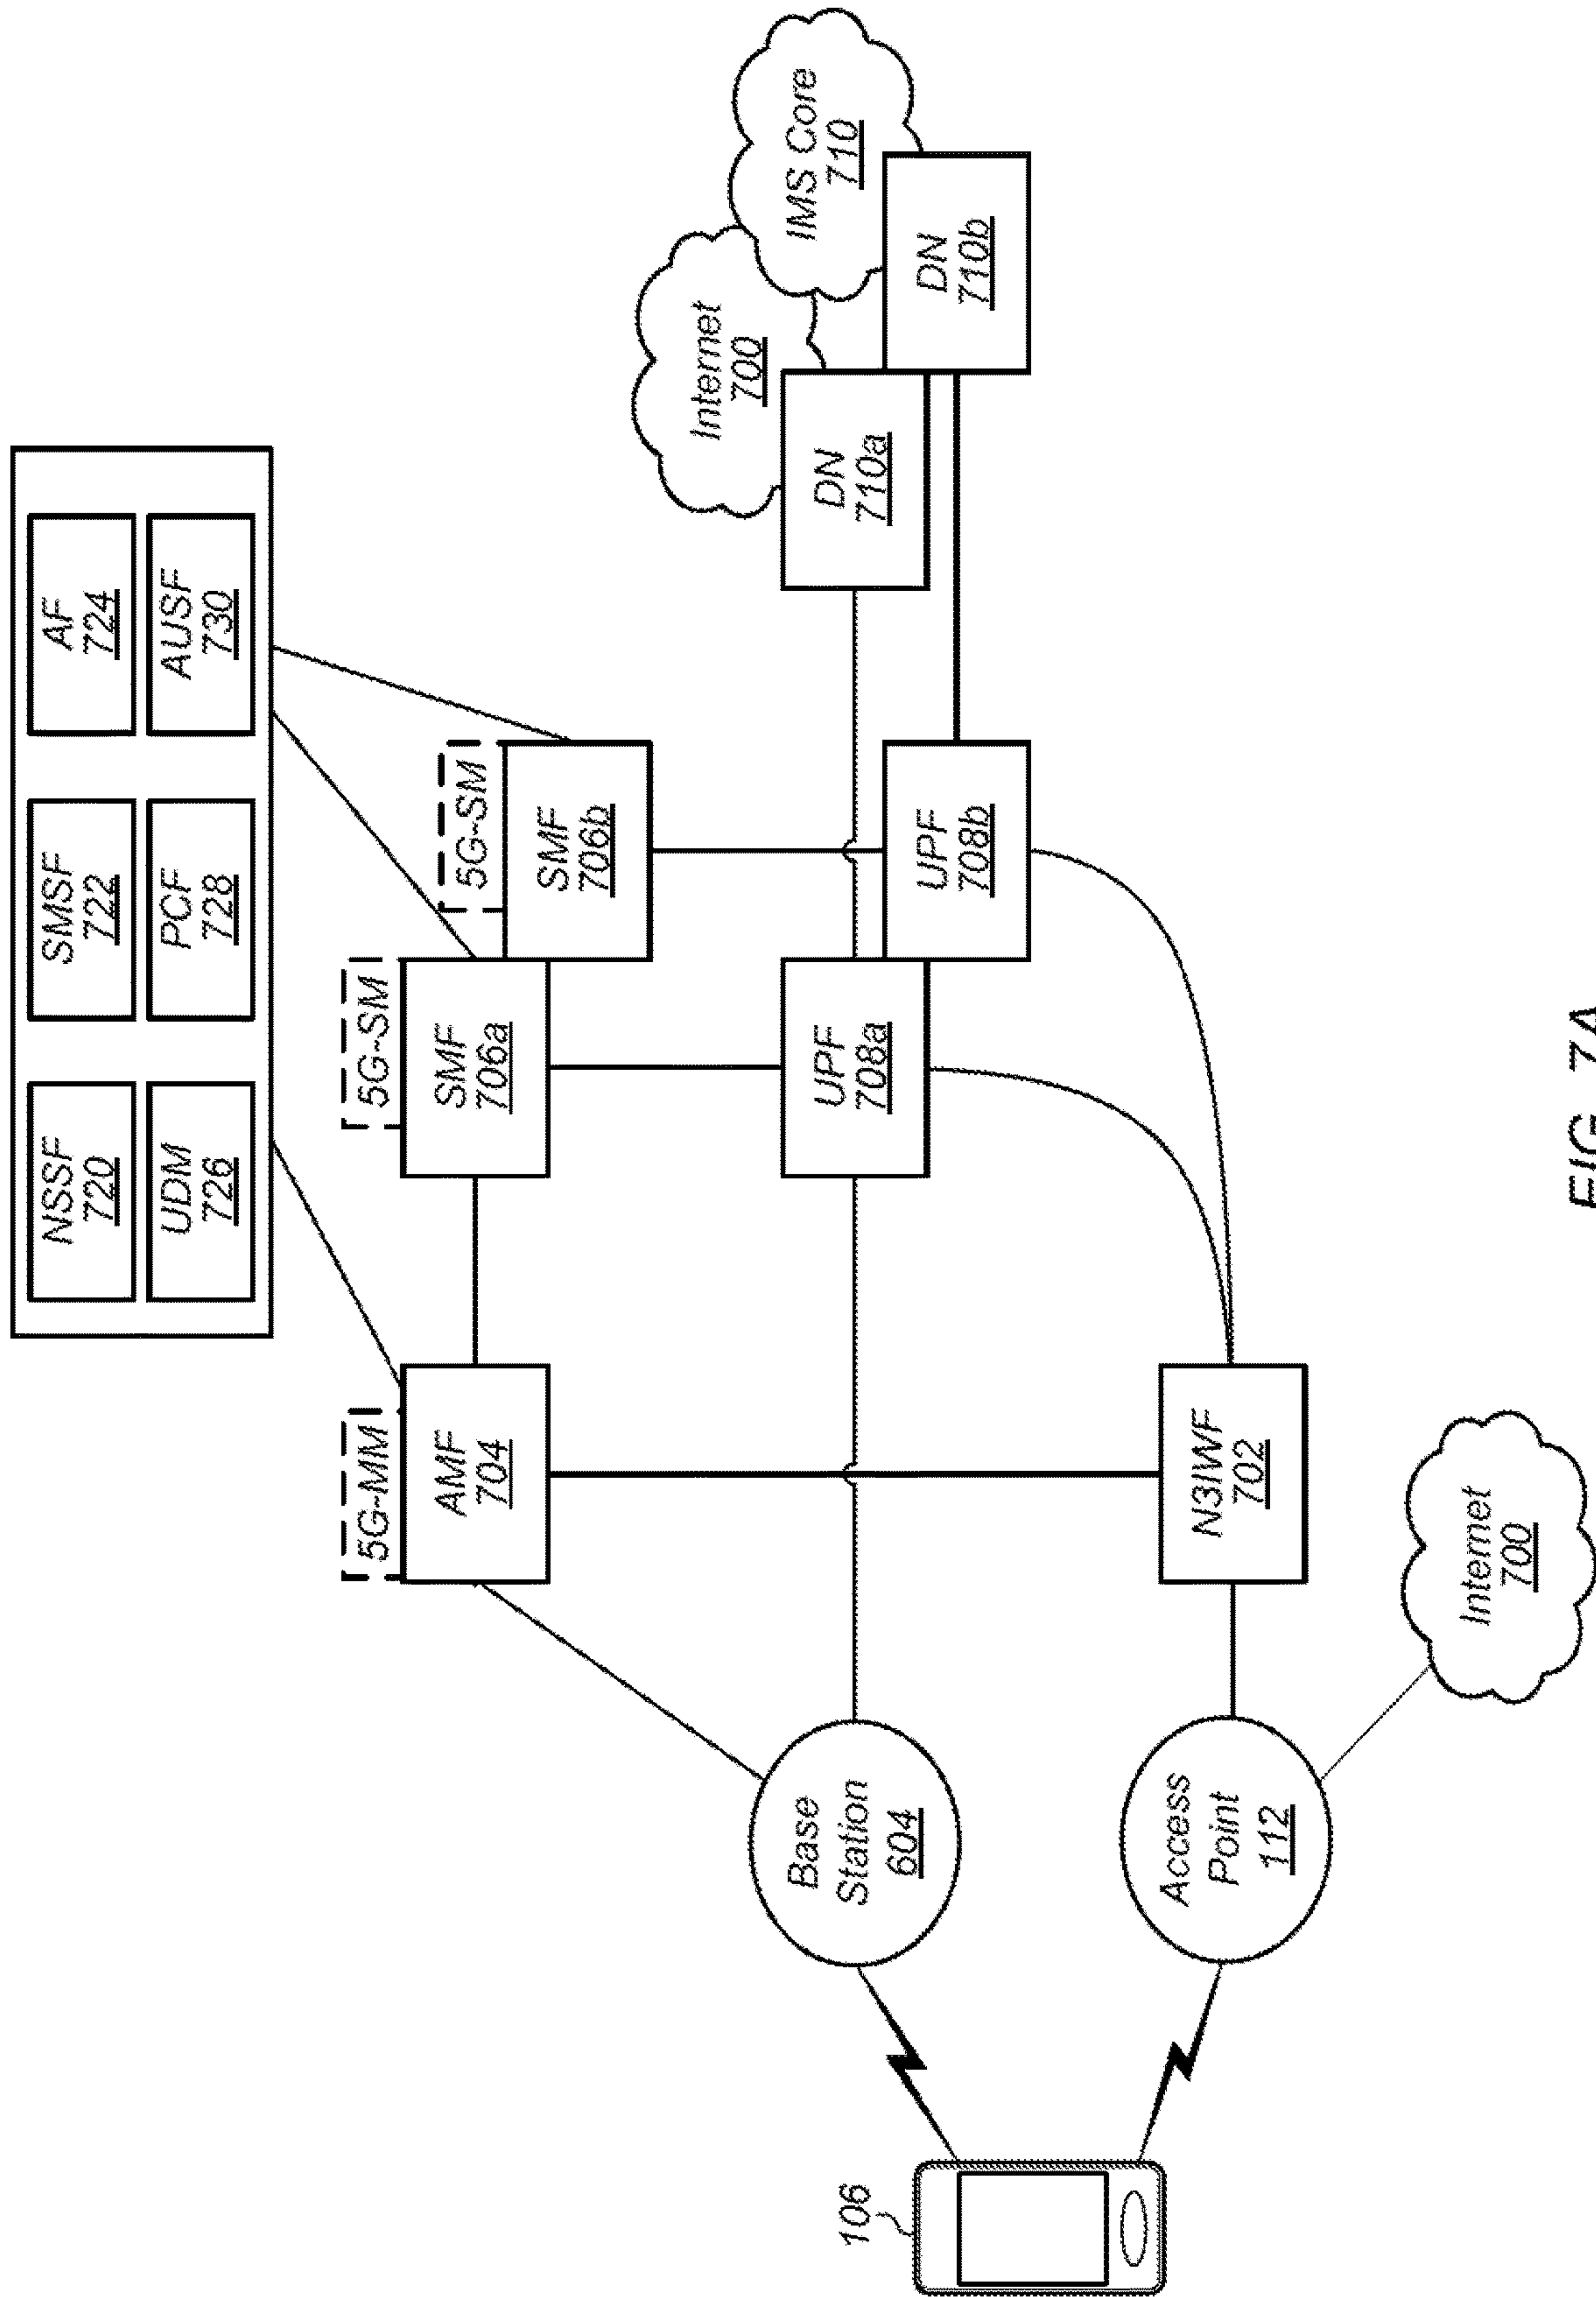 NSSF
720
SMSF
722
AF
724
UDM
726
PCF
728
AUSF
730
5G-MM
AMF
704
5G-SM
SMF
706a
5G-SM
SMF
706b
Internet
700
IMS Core
710
106
Base
Station
604
UPF
708a
UPF
708b
DN
710a
DN
710b
Access
Point
112
N3IWF
702
Internet
700
FIG. 7A